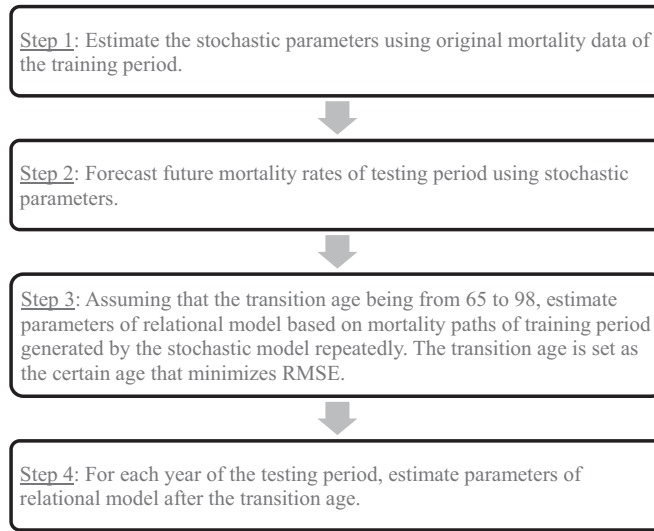 Step 1: Estimate the stochastic parameters using original mortality data of
the training period.
Step 2: Forecast future mortality rates of testing period using stochastic
parameters.
Step 3: Assuming that the transition age being from 65 to 98, estimate
parameters of relational model based on mortality paths of training period
generated by the stochastic model repeatedly. The transition age is set as
the certain age that minimizes RMSE.
Step 4: For each year of the testing period, estimate parameters of
relational model after the transition age.